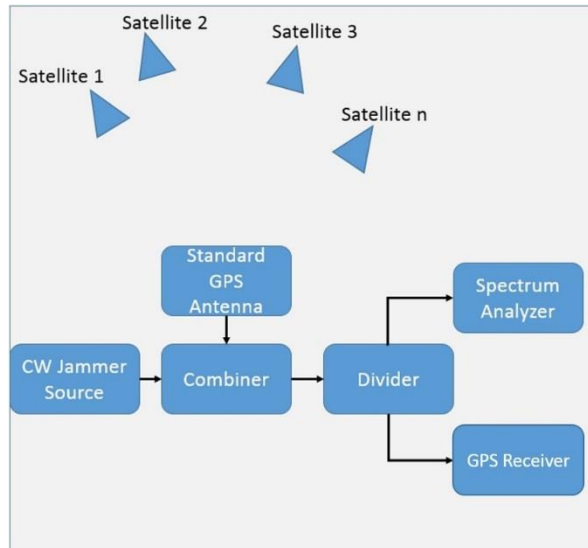 Satellite 2
Satellite 3
Satellite 1
Satellite n
Standard
GPS
Antenna
Spectrum
Analyzer
CW Jammer
Source
Combiner
Divider
GPS Receiver